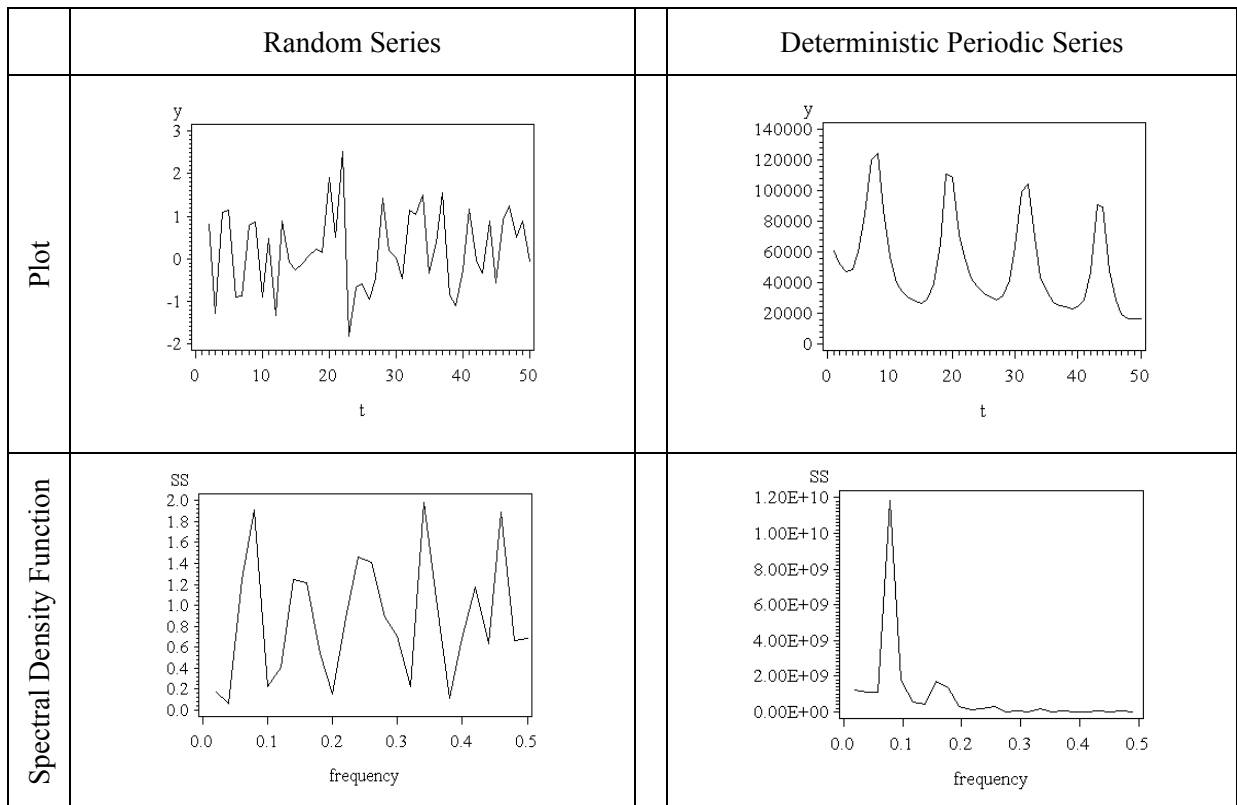 Random Series
Deterministic Periodic Series
Plot
y
3
2
1
0
-1
-2
0 10 20 30 40 50
t
y
140000
120000
100000
80000
60000
40000
20000
0
0 10 20 30 40 50
t
Spectral Density Function
SS
2.0
1.8
1.6
1.4
1.2
1.0
0.8
0.6
0.4
0.2
0.0
0.0 0.1 0.2 0.3 0.4 0.5
frequency
SS
1.20E+10
1.00E+10
8.00E+09
6.00E+09
4.00E+09
2.00E+09
0.00E+00
0.0 0.1 0.2 0.3 0.4 0.5
frequency